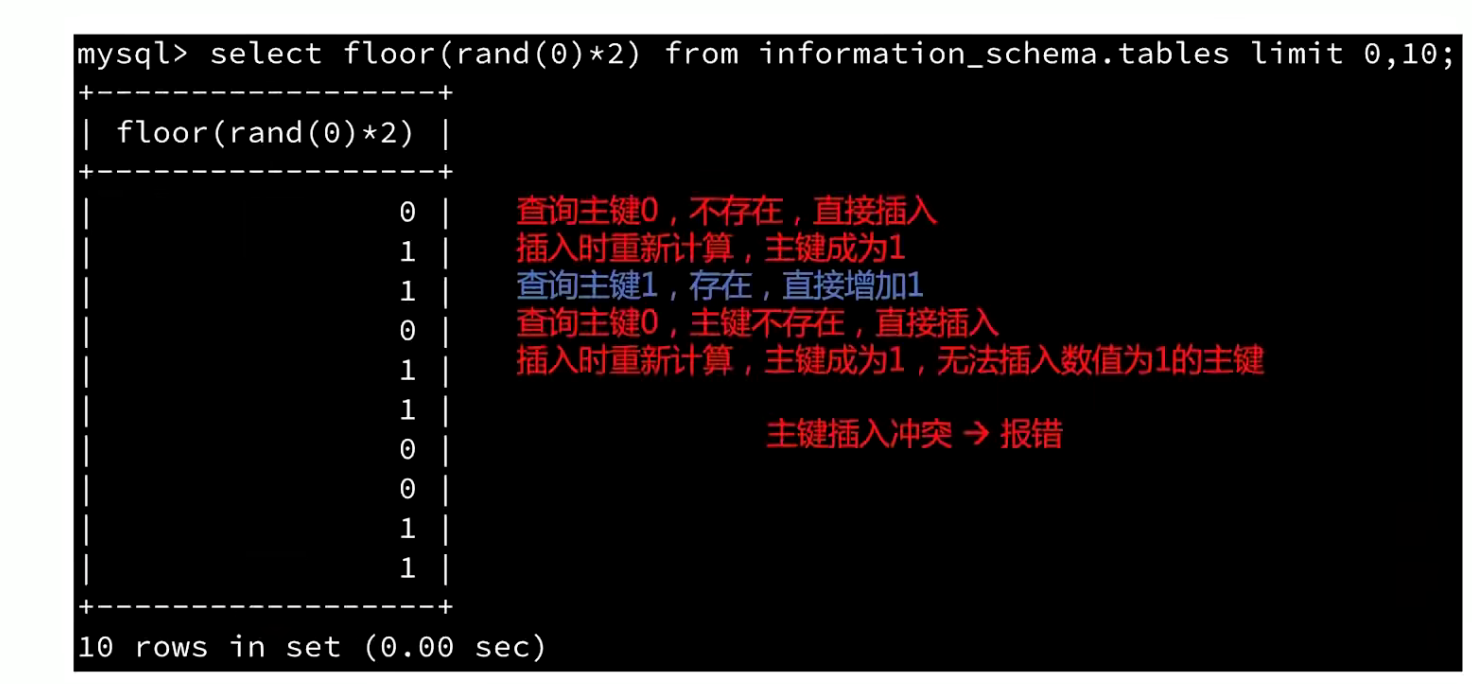 mysql> select floor(rand(0)*2) from information_schema.tables limit 0,10;
+------------------+
| floor(rand(0)*2) |
+------------------+
| 0 | 查询主键0，不存在，直接插入
| 1 | 插入时重新计算，主键成为1
| 1 | 查询主键1，存在，直接增加1
| 0 | 查询主键0，主键不存在，直接插入
| 1 | 插入时重新计算，主键成为1，无法插入数值为1的主键
| 1 |
主键插入冲突 → 报错
| 0 |
| 0 |
| 1 |
| 1 |
+------------------+
10 rows in set (0.00 sec)